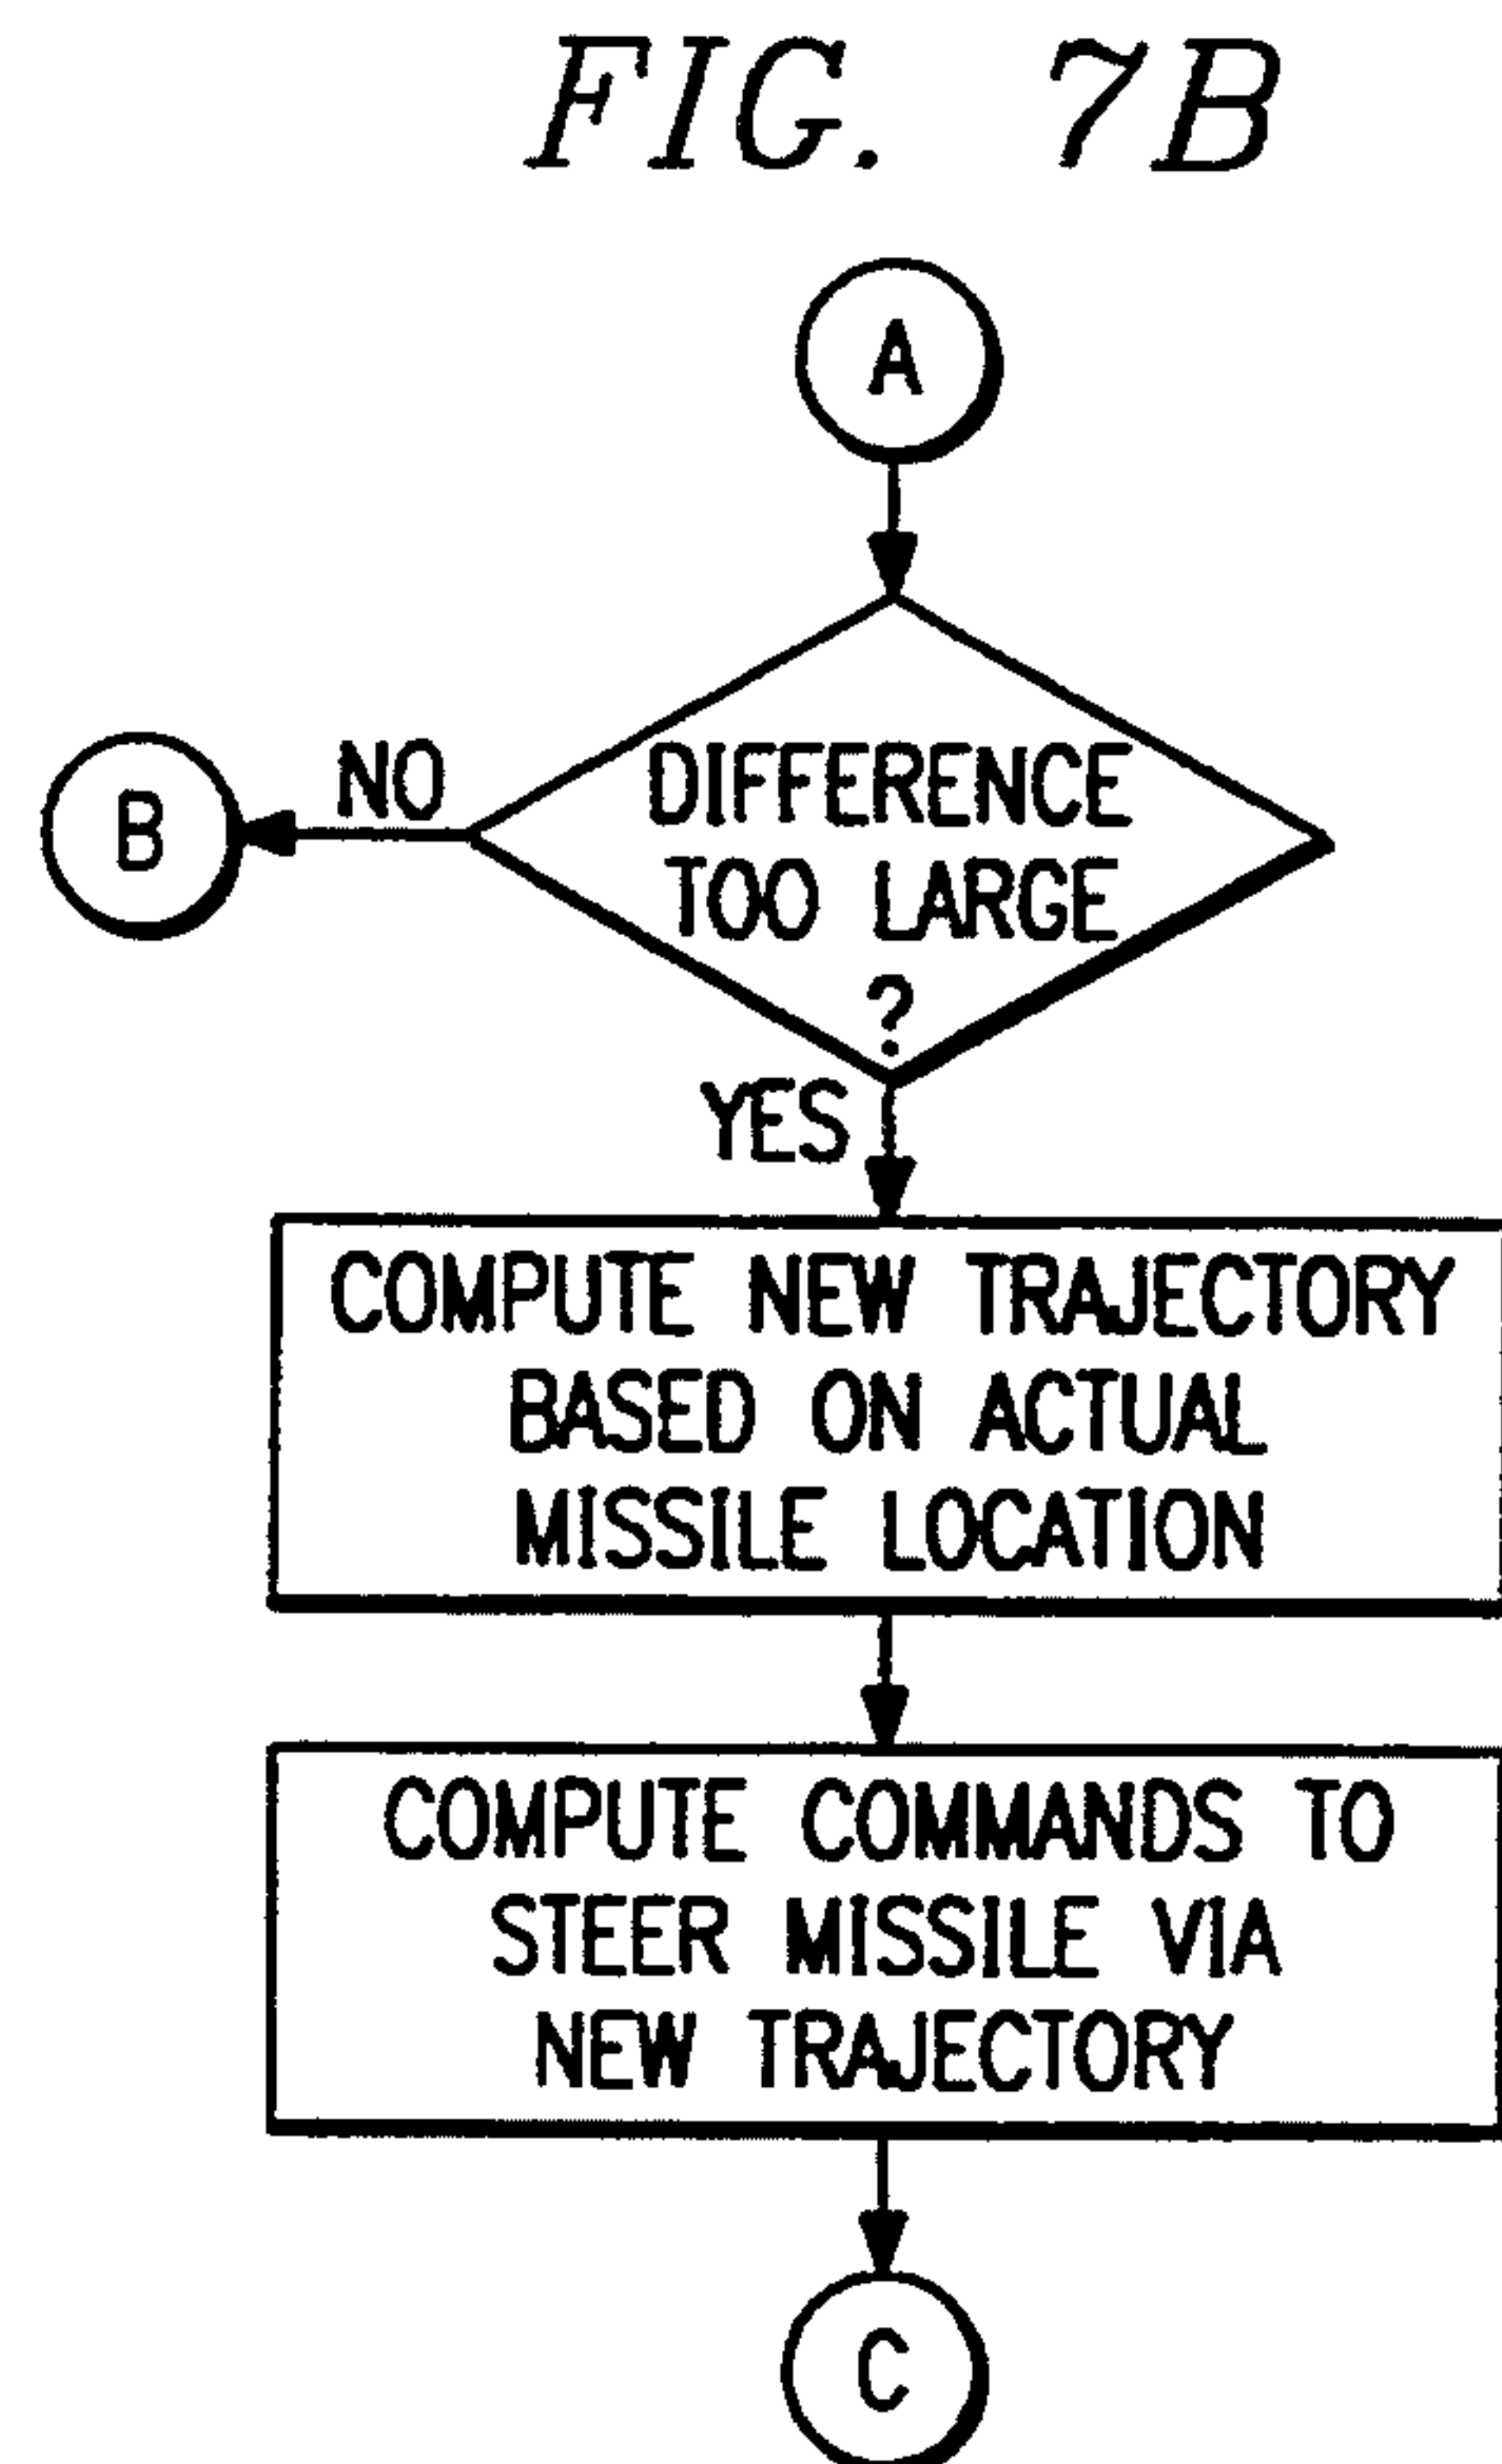 FIG. 7B
A
DIFFERENCE
TOO LARGE
?
NO
B
YES
COMPUTE NEW TRAJECTORY
BASED ON ACTUAL
MISSILE LOCATION
COMPUTE COMMANDS TO
STEER MISSILE VIA
NEW TRAJECTORY
C